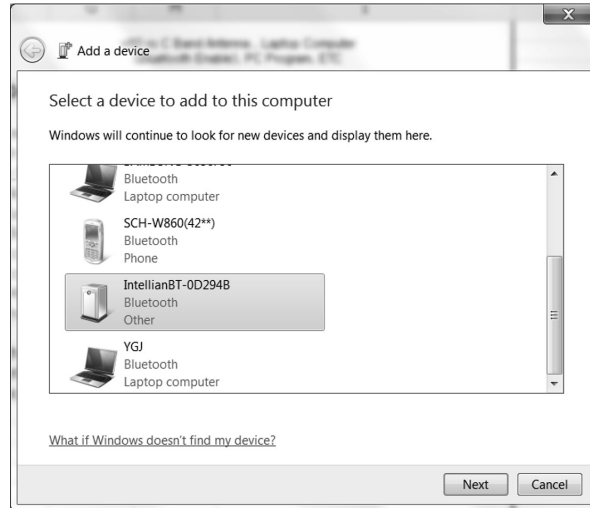 Add a device
Select a device to add to this computer
Windows will continue to look for new devices and display them here.
Bluetooth
Laptop computer
SCH-W860(42**)
Bluetooth
Phone
IntellianBT-0D294B
Bluetooth
Other
YGJ
Bluetooth
Laptop computer
What if Windows doesn't find my device?
Next
Cancel